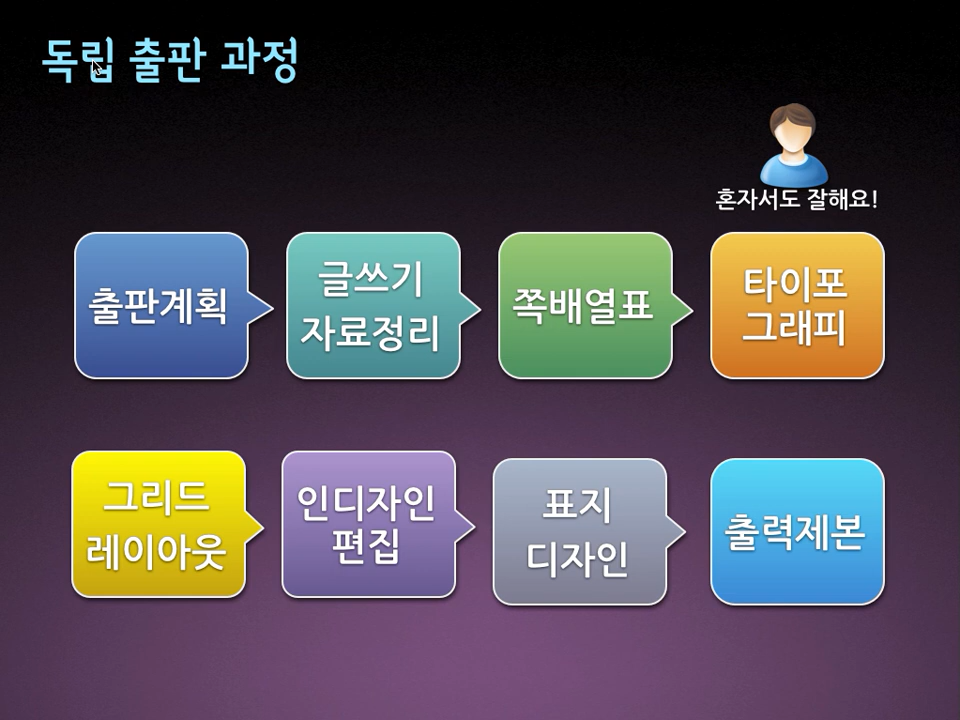 독립 출판 과정
혼자서도 잘해요!
출판계획
글쓰기
자료정리
쪽배열표
타이포
그래피
그리드
레이아웃
인디자인
편집
표지
디자인
출력제본